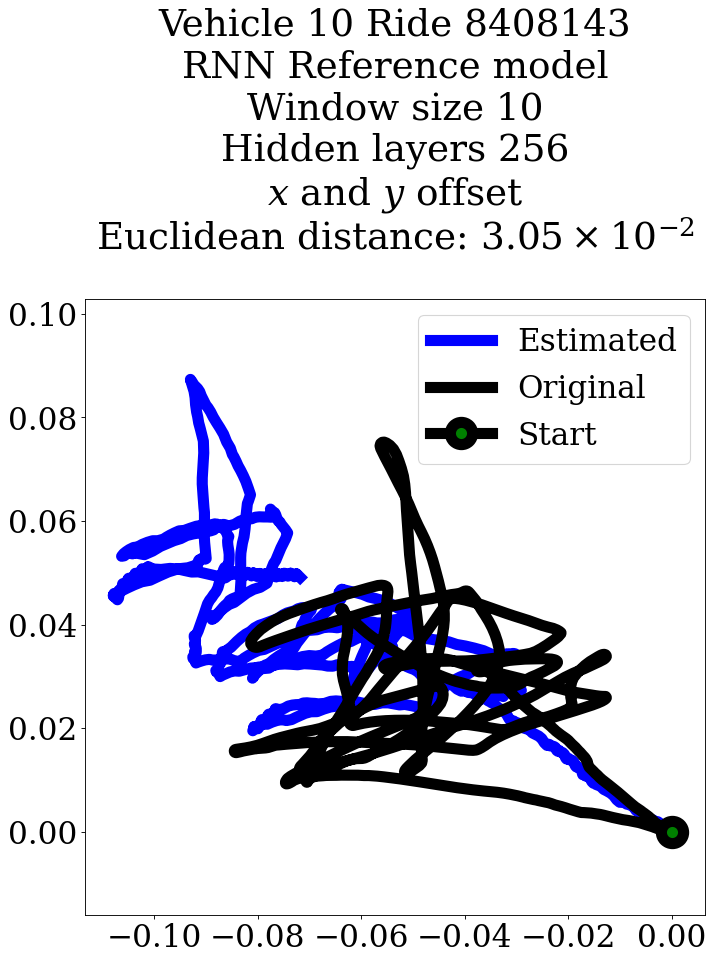 Vehicle 10 Ride 8408143
RNN Reference model
Window size 10
Hidden layers 256
x and y offset
Euclidean distance: 3.05 × 10⁻²
Estimated
Original
Start
0.10
0.08
0.06
0.04
0.02
0.00
−0.10 −0.08 −0.06 −0.04 −0.02 0.00